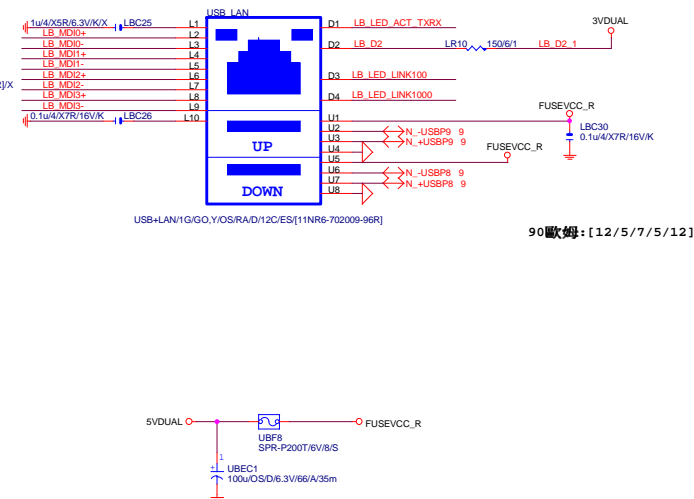 USB_LAN
1u/4/X5R/6.3V/K/X LBC25 L1
LB_MDI0+ L2
LB_MDI0- L3
LB_MDI1+ L4
LB_MDI1- L5
LB_MDI2+ L6
LB_MDI2- L7
LB_MDI3+ L8
LB_MDI3- L9
0.1u/4/X7R/16V/K LBC26 L10
]/X
UP
DOWN
D1 LB_LED_ACT_TXRX
D2 LB_D2 LR10 150/6/1 LB_D2_1 3VDUAL
D3 LB_LED_LINK100
D4 LB_LED_LINK1000
U1 FUSEVCC_R
U2 N_-USBP9 9
U3 N_+USBP9 9
U4
U5 FUSEVCC_R
U6 N_-USBP8 9
U7 N_+USBP8 9
U8
LBC30
0.1u/4/X7R/16V/K
USB+LAN/1G/GO,Y/OS/RA/D/12C/ES/[11NR6-702009-96R]
90歐姆:[12/5/7/5/12]
5VDUAL FUSEVCC_R
UBF8
SPR-P200T/6V/8/S
1
+
UBEC1
100u/OS/D/6.3V/66/A/35m